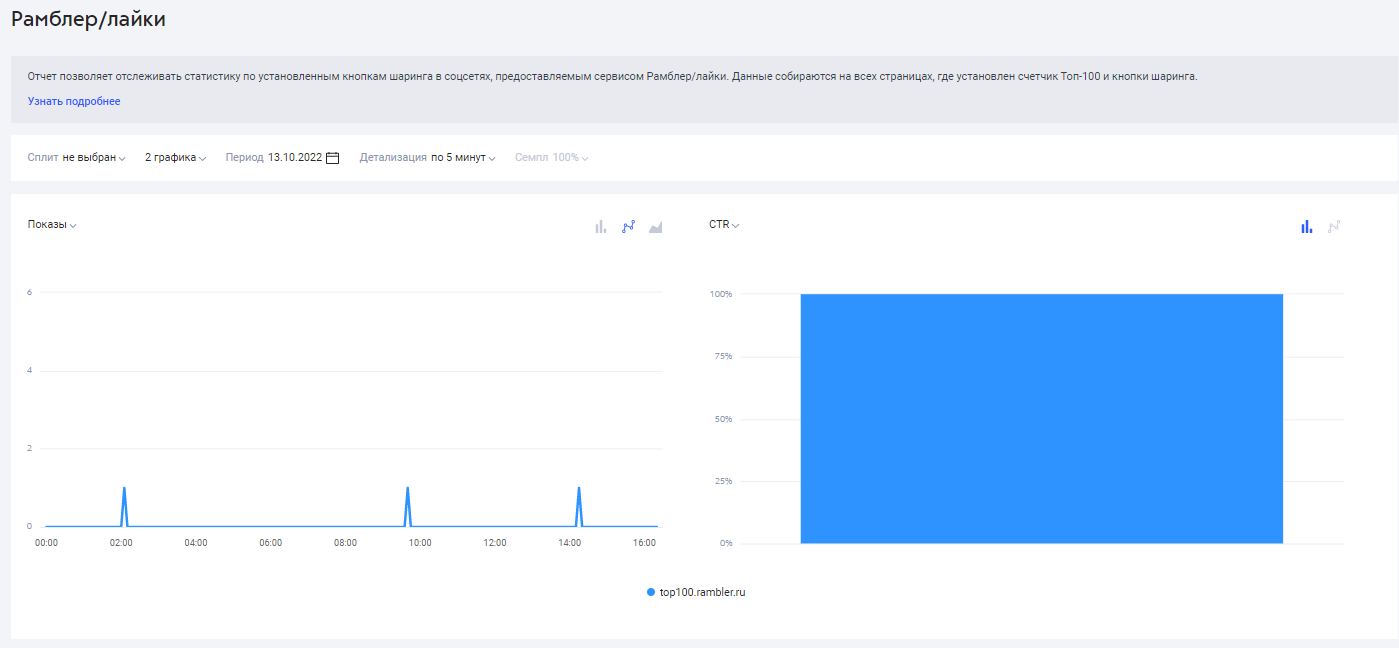 Рамблер/лайки
Отчет позволяет отслеживать статистику по установленным кнопкам шаринга в соцсетях, предоставляемым сервисом Рамблер/лайки. Данные собираются на всех страницах, где установлен счетчик Топ-100 и кнопки шаринга.
Узнать подробнее
Сплит не выбран 2 графика Период 13.10.2022 Детализация по 5 минут Семпл 100%
Показы
6
4
2
0
00:00 02:00 04:00 06:00 08:00 10:00 12:00 14:00 16:00
CTR
100%
75%
50%
25%
0%
top100.rambler.ru